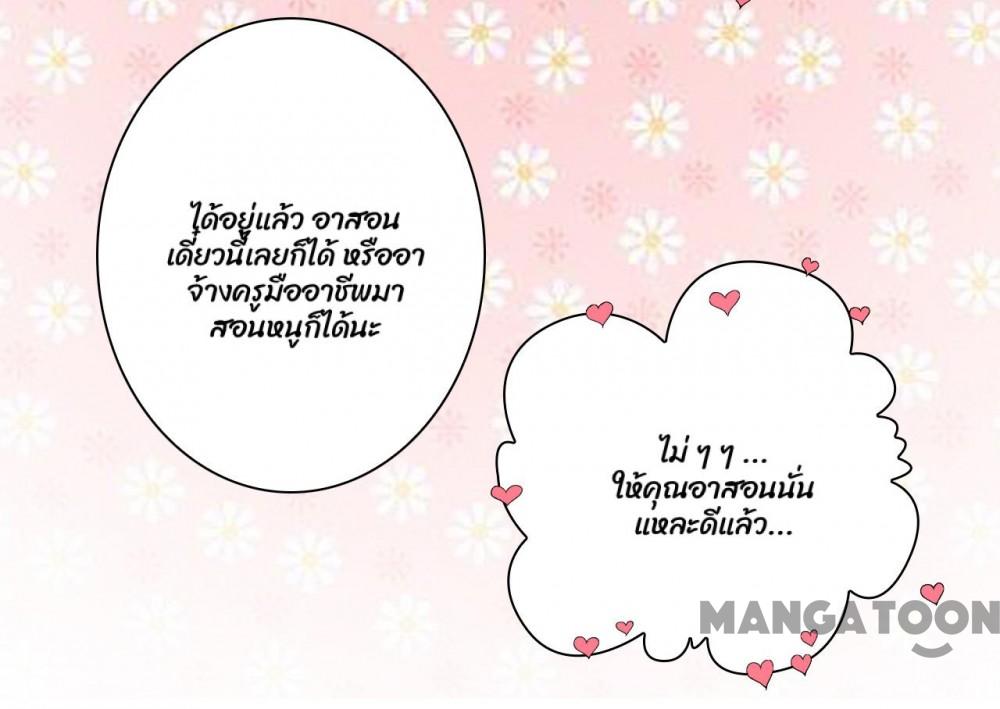 ได้อยู่แล้ว อาสอน
เดี๋ยวนี้เลยก็ได้ หรืออา
จ้างครูมืออาชีพมา
สอนหนูก็ได้นะ
ไม่ ๆ ๆ ...
ให้คุณอาสอนนั่น
แหละดีแล้ว...
MANGATOON